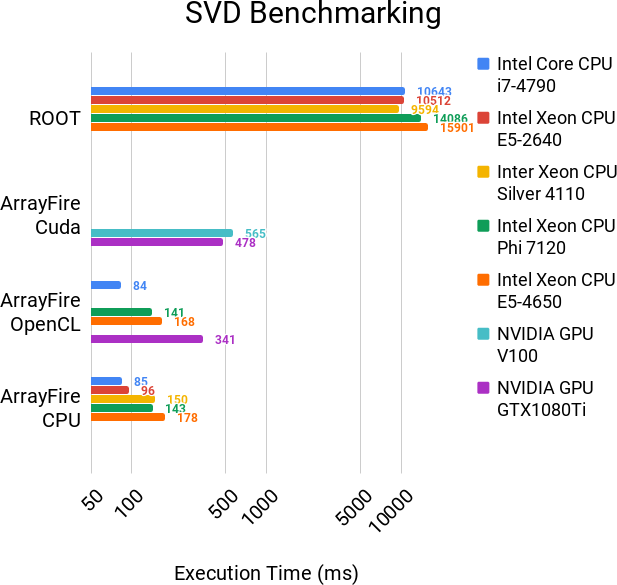 SVD Benchmarking
ROOT
10643
10512
9594
14086
15901
ArrayFire
Cuda
565
478
ArrayFire
OpenCL
84
141
168
341
ArrayFire
CPU
85
96
150
143
178
50
100
500
1000
5000
10000
Execution Time (ms)
Intel Core CPU
i7-4790
Intel Xeon CPU
E5-2640
Inter Xeon CPU
Silver 4110
Intel Xeon CPU
Phi 7120
Intel Xeon CPU
E5-4650
NVIDIA GPU
V100
NVIDIA GPU
GTX1080Ti